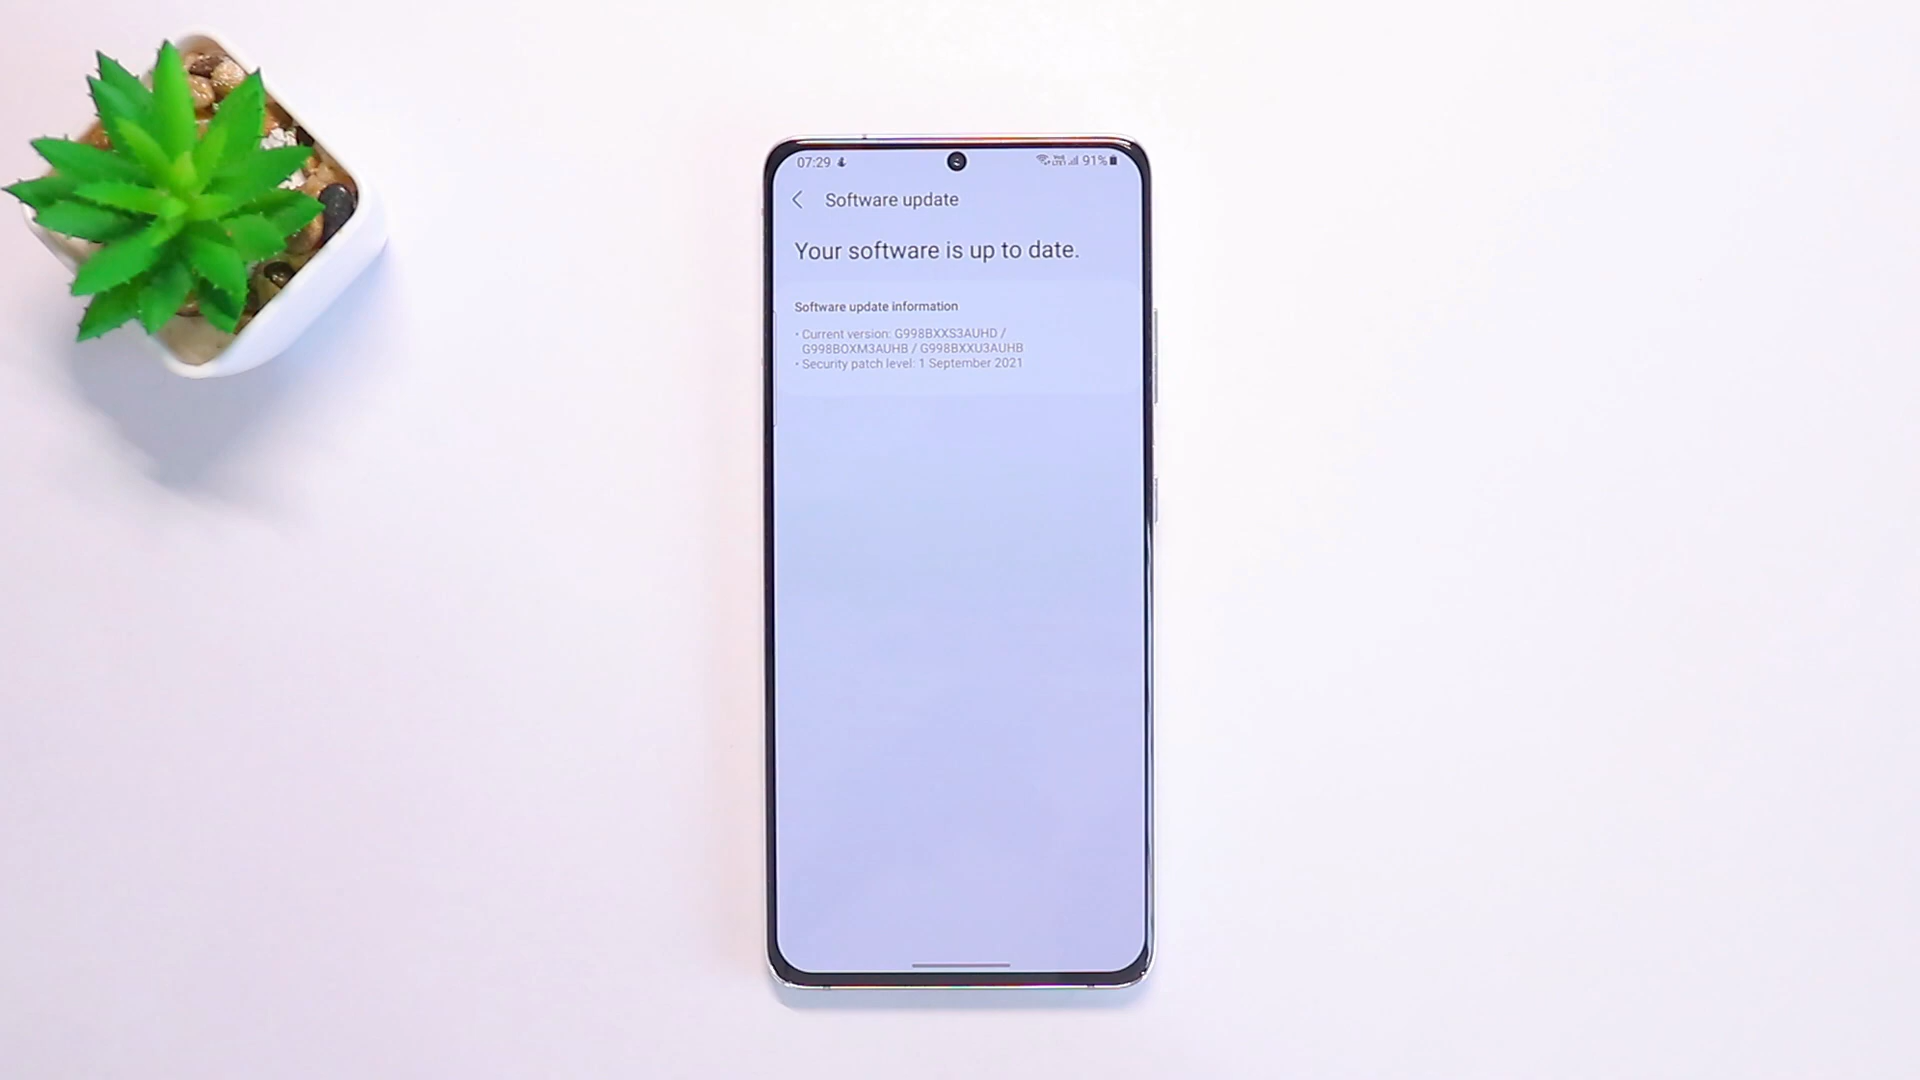 07:29
91%
Software update
Your software is up to date.
Software update information
• Current version: G998BXXS3AUHD /
G998BOXM3AUHB / G998BXXU3AUHB
• Security patch level: 1 September 2021